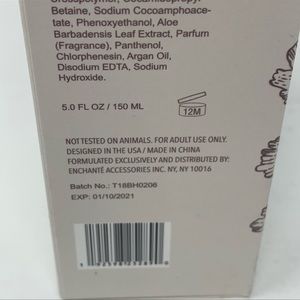 Crosspolymer, Cocamidopropyl
Betaine, Sodium Cocoamphoace-
tate, Phenoxyethanol, Aloe
Barbadensis Leaf Extract, Parfum
(Fragrance), Panthenol,
Chlorphenesin, Argan Oil,
Disodium EDTA, Sodium
Hydroxide.
5.0 FL OZ / 150 ML
12M
NOT TESTED ON ANIMALS. FOR ADULT USE ONLY.
DESIGNED IN THE USA / MADE IN CHINA
FORMULATED EXCLUSIVELY AND DISTRIBUTED BY:
ENCHANTÉ ACCESSORIES INC. NY, NY 10016
Batch No.: T18BH0206
EXP: 01/10/2021